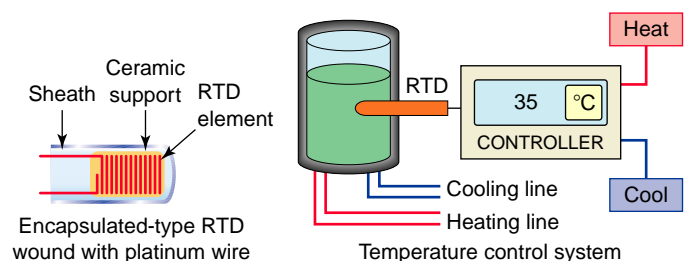 Ceramic
support
Sheath
RTD
element
Encapsulated-type RTD
wound with platinum wire
Heat
RTD
35
°C
CONTROLLER
Cool
Cooling line
Heating line
Temperature control system